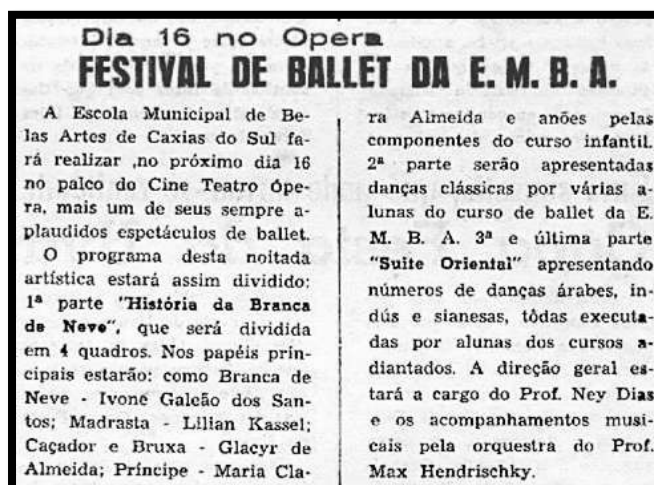 Dia 16 no Opera
FESTIVAL DE BALLET DA E. M. B. A.
A Escola Municipal de Be-
las Artes de Caxias do Sul fa-
rá realizar ,no próximo dia 16
no palco do Cine Teatro Ópe-
ra, mais um de seus sempre a-
plaudidos espetáculos de ballet.
O programa desta noitada
artística estará assim dividido:
1ª parte "História da Branca
de Neve", que será dividida
em 4 quadros. Nos papéis prin-
cipais estarão: como Branca de
Neve - Ivone Galcão dos San-
tos; Madrasta - Lilian Kassel;
Caçador e Bruxa - Glacyr de
Almeida; Príncipe - Maria Cla-
ra Almeida e anões pelas
componentes do curso infantil.
2ª parte serão apresentadas
danças clássicas por várias a-
lunas do curso de ballet da E.
M. B. A. 3ª e última parte
"Suite Oriental" apresentando
números de danças árabes, in-
dús e sianesas, tôdas executa-
das por alunas dos cursos a-
diantados. A direção geral es-
tará a cargo do Prof. Ney Dias
e os acompanhamentos musi-
cais pela orquestra do Prof.
Max Hendrischky.